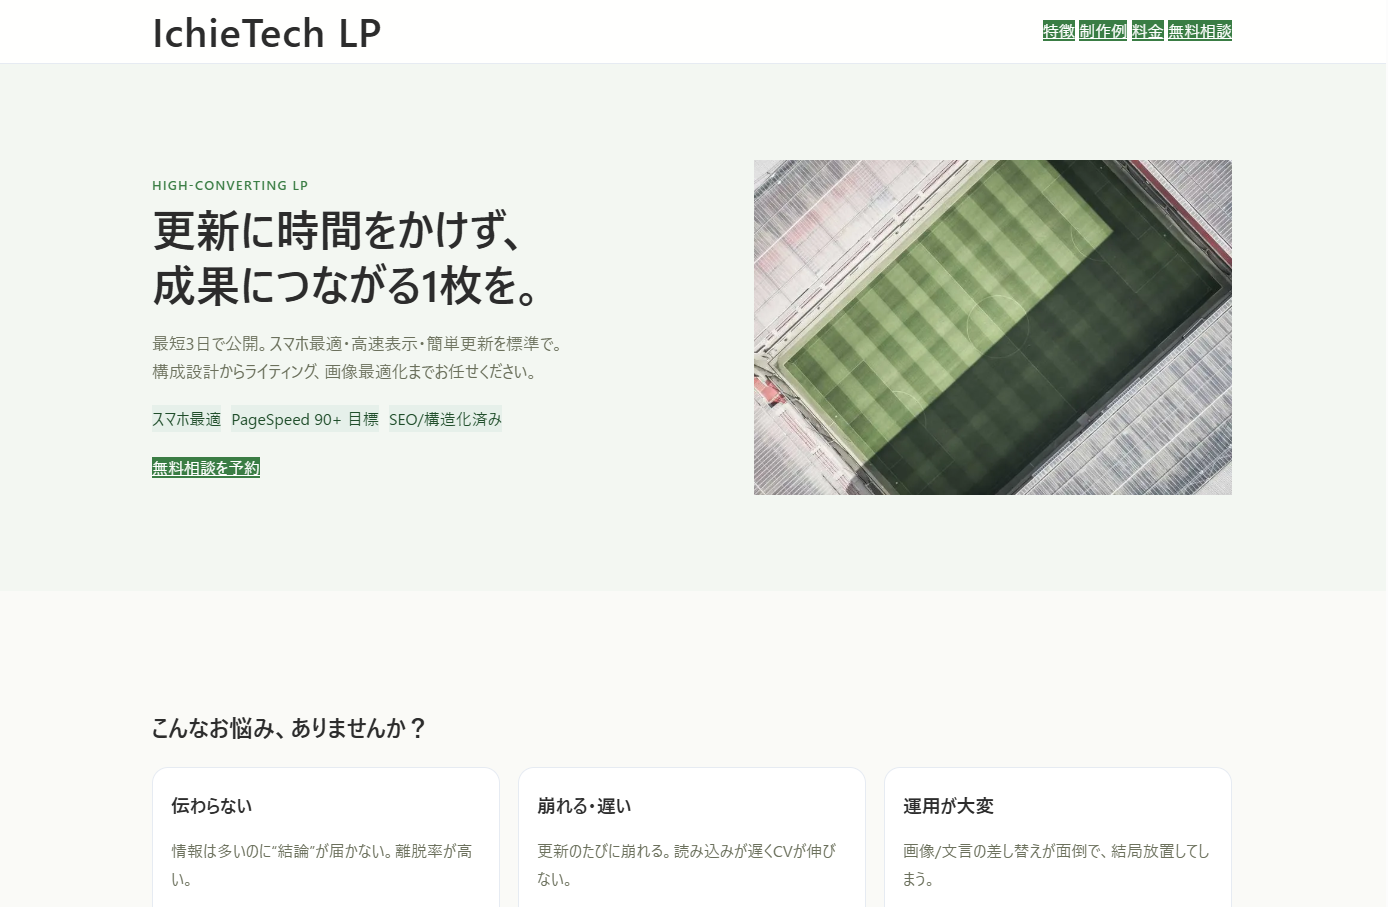 IchieTech LP
特徴 制作例 料金 無料相談
HIGH-CONVERTING LP
更新に時間をかけず、
成果につながる1枚を。
最短3日で公開。スマホ最適・高速表示・簡単更新を標準で。
構成設計からライティング、画像最適化までお任せください。
スマホ最適 PageSpeed 90+ 目標 SEO/構造化済み
無料相談を予約
こんなお悩み、ありませんか？
伝わらない
情報は多いのに“結論”が届かない。離脱率が高
い。
崩れる・遅い
更新のたびに崩れる。読み込みが遅くCVが伸び
ない。
運用が大変
画像/文言の差し替えが面倒で、結局放置してし
まう。